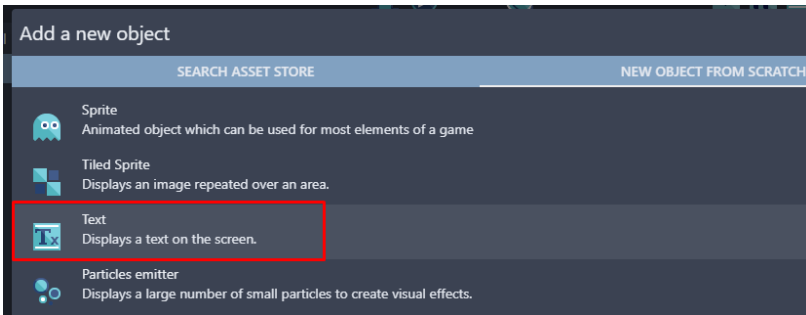 Add a new object
SEARCH ASSET STORE
NEW OBJECT FROM SCRATCH
Sprite
Animated object which can be used for most elements of a game
Tiled Sprite
Displays an image repeated over an area.
Text
Tx
Displays a text on the screen.
Particles emitter
Displays a large number of small particles to create visual effects.